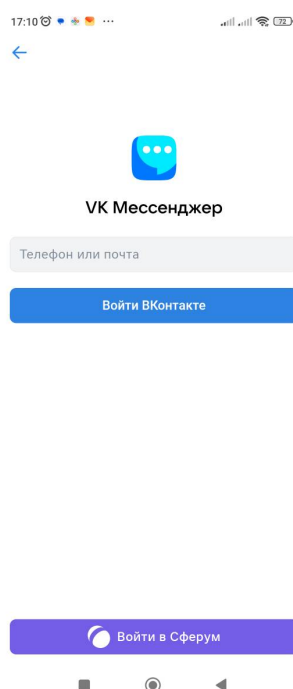 17:10
72
VK Мессенджер
Телефон или почта
Войти ВКонтакте
Войти в Сферум